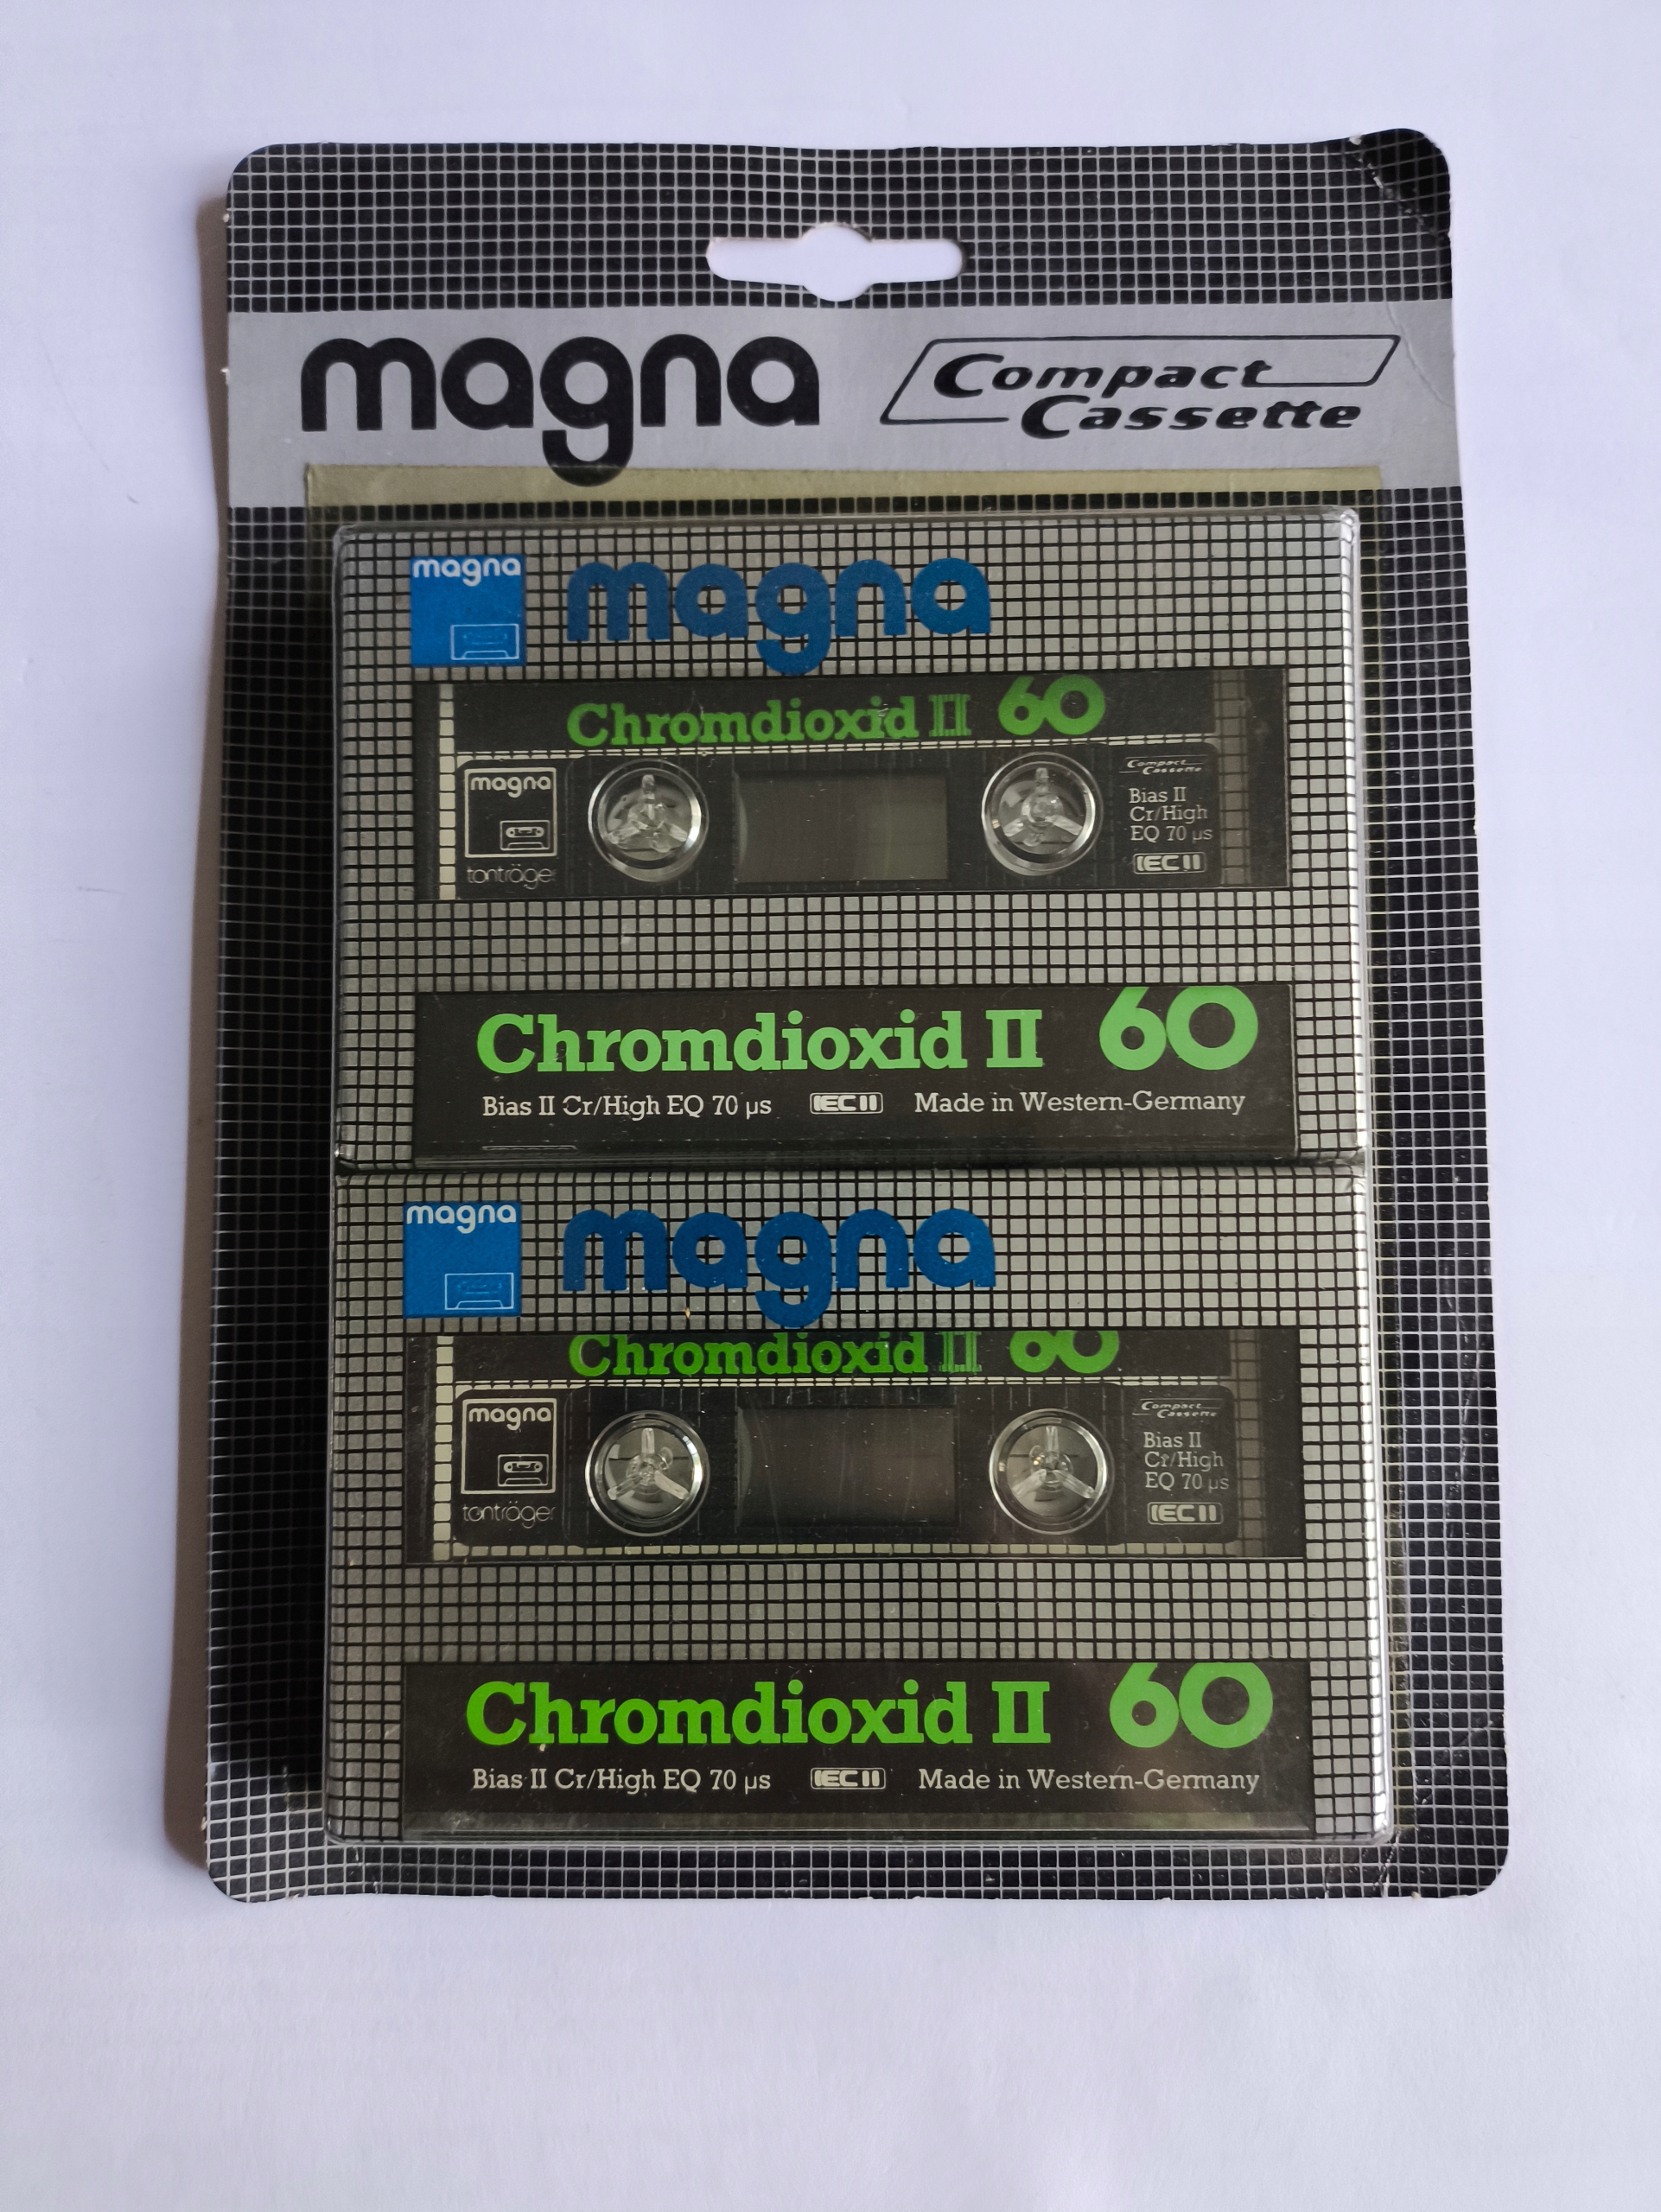 magna
Compact
Cassette
magna
magna
Chromdioxid II 60
magna
tonträger
Compact
Cassette
Bias II
Cr/High
EQ 70 µs
IEC II
Chromdioxid II 60
Bias II Cr/High EQ 70 µs IEC II Made in Western-Germany
magna
magna
Chromdioxid II 60
magna
tonträger
Compact
Cassette
Bias II
Cr/High
EQ 70 µs
IEC II
Chromdioxid II 60
Bias II Cr/High EQ 70 µs IEC II Made in Western-Germany